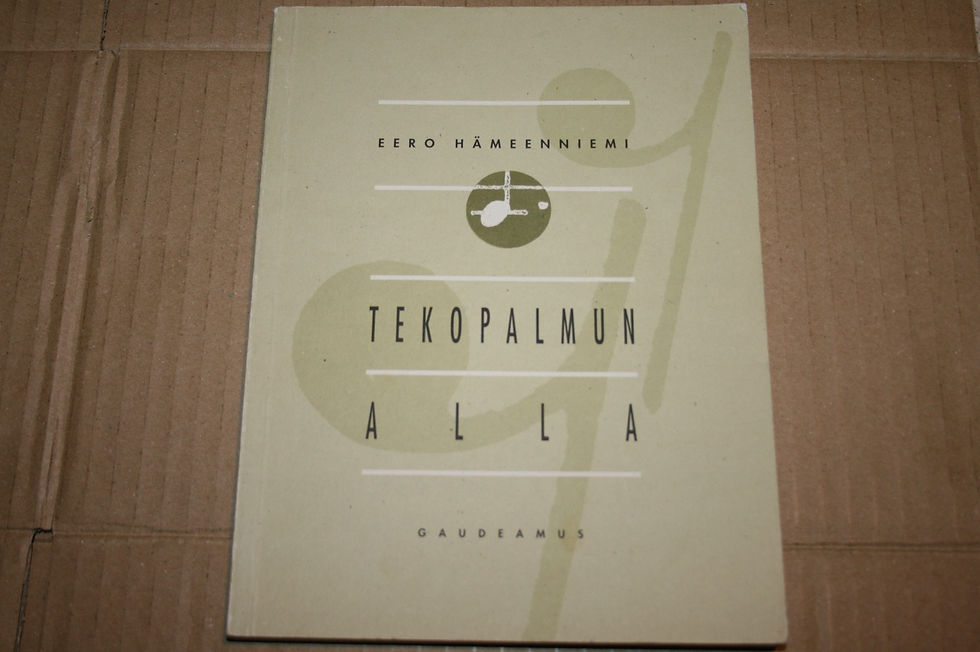 EERO HÄMEENNIEMI
TEKOPALMUN
ALLA
GAUDEAMUS